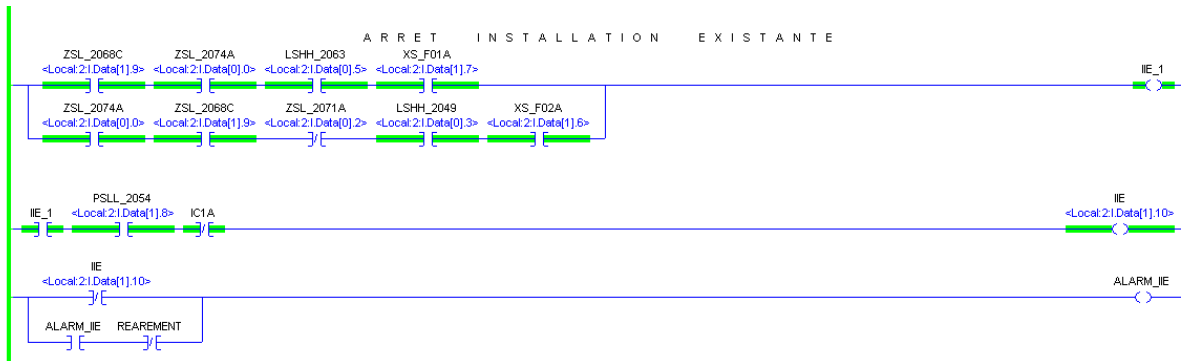 ARRET INSTALLATION EXISTANTE
ZSL_2068C ZSL_2074A LSHH_2063 XS_F01A
<Local:2:I.Data[1].9> <Local:2:I.Data[0].0> <Local:2:I.Data[0].5> <Local:2:I.Data[1].7> IIE_1
ZSL_2074A ZSL_2068C ZSL_2071A LSHH_2049 XS_F02A
<Local:2:I.Data[0].0> <Local:2:I.Data[1].9> <Local:2:I.Data[0].2> <Local:2:I.Data[0].3> <Local:2:I.Data[1].6>
PSLL_2054 IIE
IIE_1 <Local:2:I.Data[1].8> IC1A <Local:2:I.Data[1].10>
IIE
<Local:2:I.Data[1].10> ALARM_IIE
ALARM_IIE REAREMENT